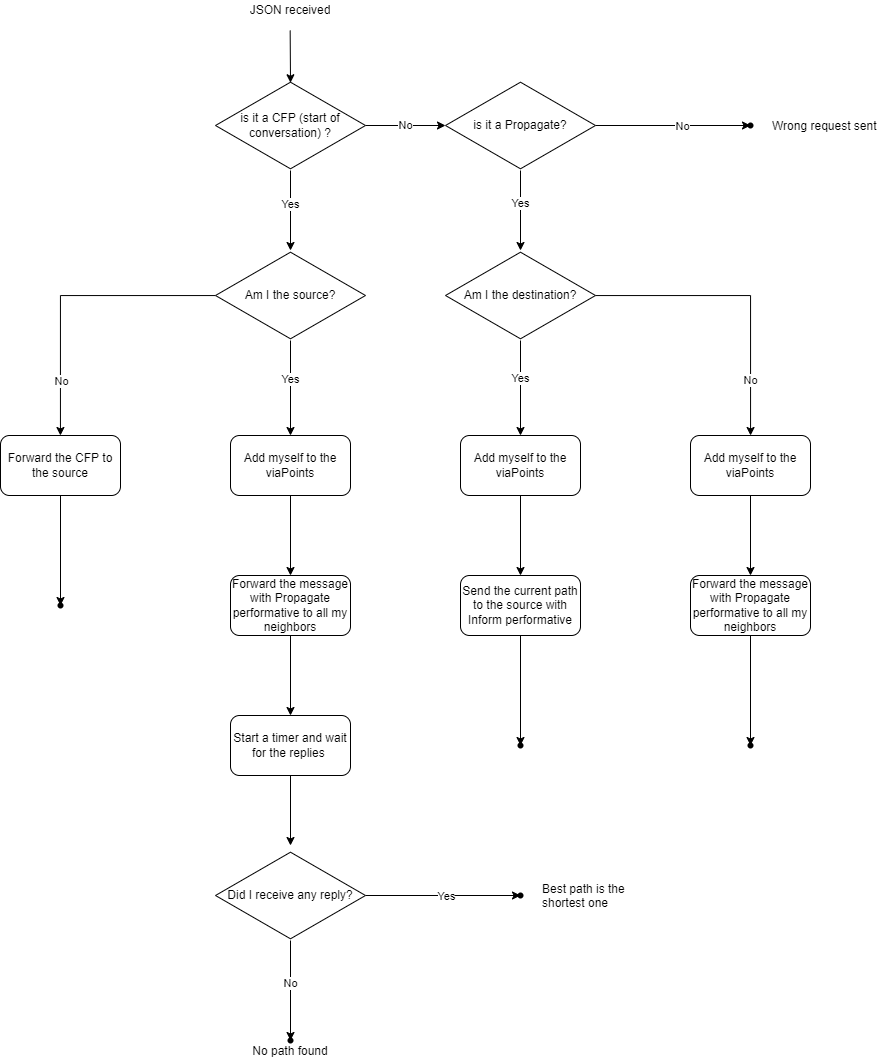 JSON received
is it a CFP (start of
conversation) ?
No
is it a Propagate?
No
Wrong request sent
Yes
Yes
Am I the source?
Am I the destination?
No
Yes
Yes
No
Forward the CFP to
the source
Add myself to the
viaPoints
Add myself to the
viaPoints
Add myself to the
viaPoints
Forward the message
with Propagate
performative to all my
neighbors
Send the current path
to the source with
Inform performative
Forward the message
with Propagate
performative to all my
neighbors
Start a timer and wait
for the replies
Did I receive any reply?
Yes
Best path is the
shortest one
No
No path found